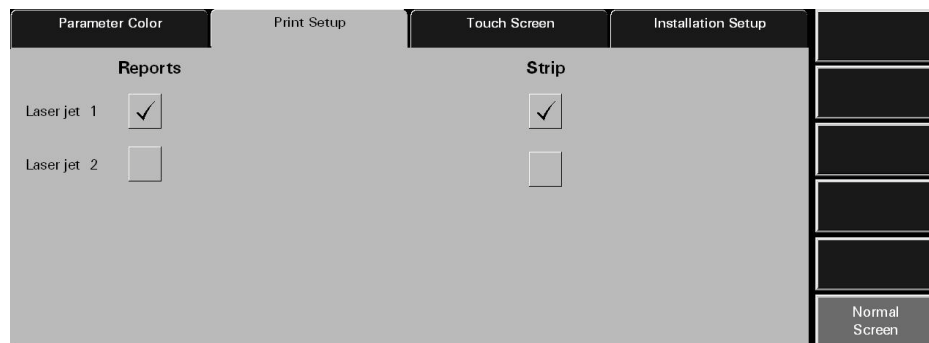 Parameter Color
Print Setup
Touch Screen
Installation Setup
Reports
Strip
Laser jet 1
Laser jet 2
Normal
Screen